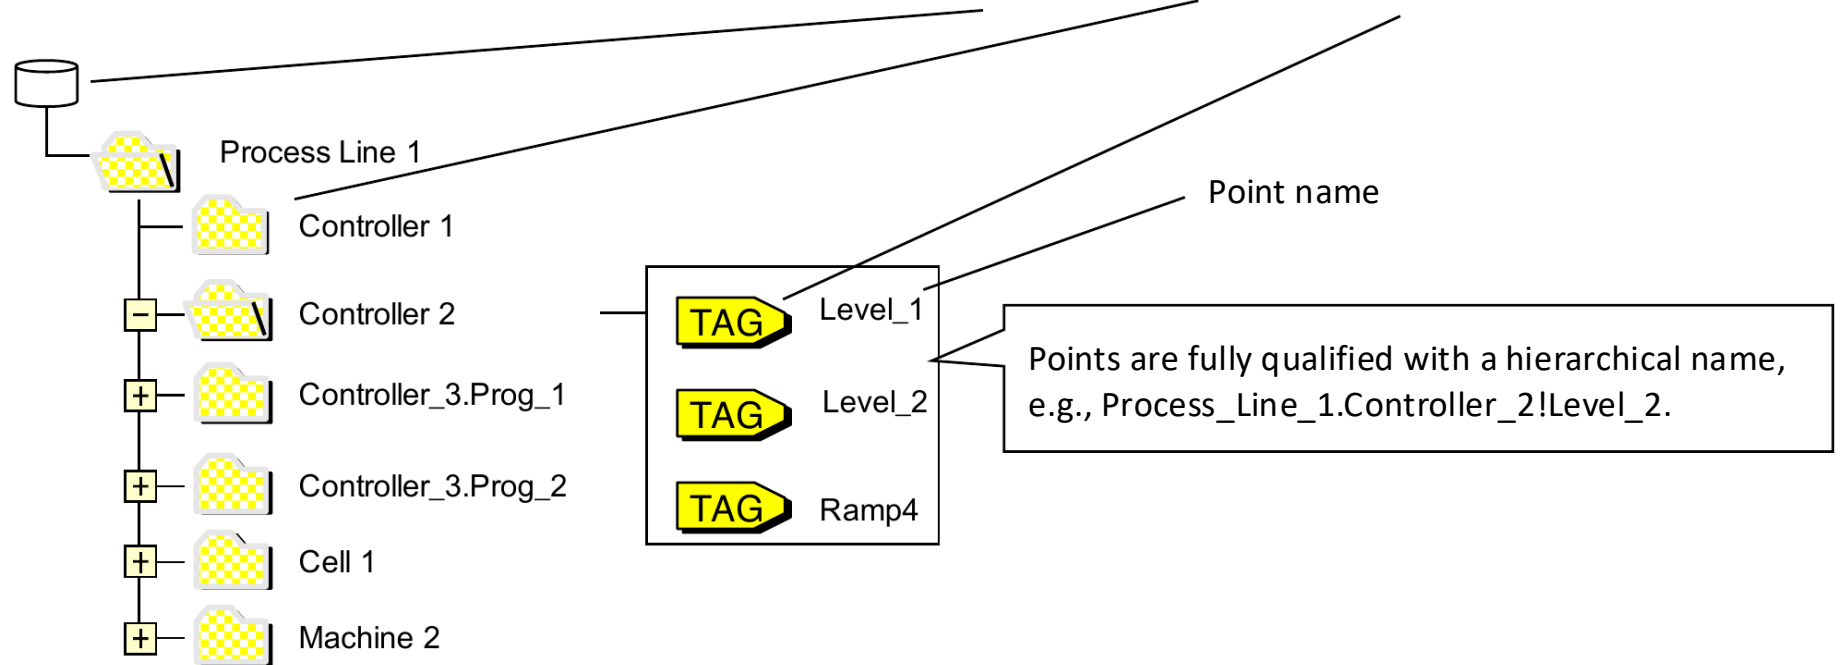 Process Line 1
Point name
Controller 1
Controller 2
TAG Level_1
Points are fully qualified with a hierarchical name,
e.g., Process_Line_1.Controller_2!Level_2.
Controller_3.Prog_1
TAG Level_2
Controller_3.Prog_2
TAG Ramp4
Cell 1
Machine 2